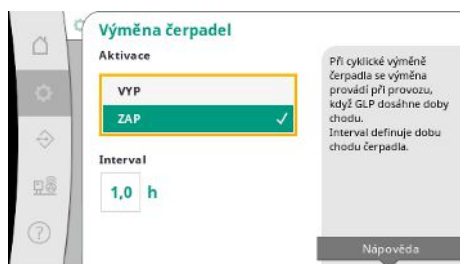 Výměna čerpadel
Aktivace
VYP
ZAP
Interval
1,0 h
Při cyklické výměně
čerpadla se výměna
provádí při provozu,
když GLP dosáhne doby
chodu.
Interval definuje dobu
chodu čerpadla.
Nápověda